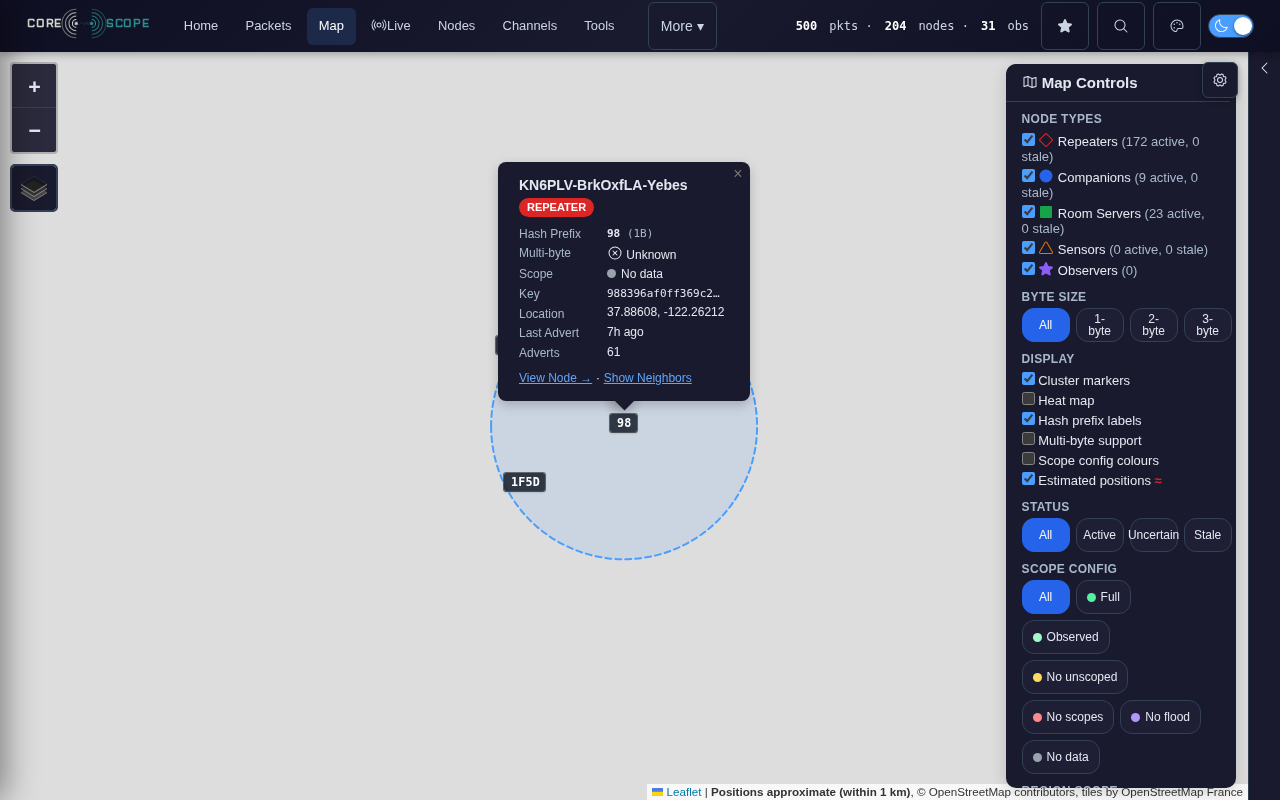 CORE SCOPE Home Packets Map Live Nodes Channels Tools More ▾ 500 pkts · 204 nodes · 31 obs
+
−
KN6PLV-BrkOxfLA-Yebes ×
REPEATER
Hash Prefix 98 (1B)
Multi-byte Unknown
Scope No data
Key 988396af0ff369c2…
Location 37.88608, -122.26212
Last Advert 7h ago
Adverts 61
View Node → · Show Neighbors
98
1F5D
Map Controls
NODE TYPES
Repeaters (172 active, 0
stale)
Companions (9 active, 0
stale)
Room Servers (23 active,
0 stale)
Sensors (0 active, 0 stale)
Observers (0)
BYTE SIZE
All 1-byte 2-byte 3-byte
DISPLAY
Cluster markers
Heat map
Hash prefix labels
Multi-byte support
Scope config colours
Estimated positions ≈
STATUS
All Active Uncertain Stale
SCOPE CONFIG
All Full
Observed
No unscoped
No scopes No flood
No data
Leaflet | Positions approximate (within 1 km), © OpenStreetMap contributors, tiles by OpenStreetMap France